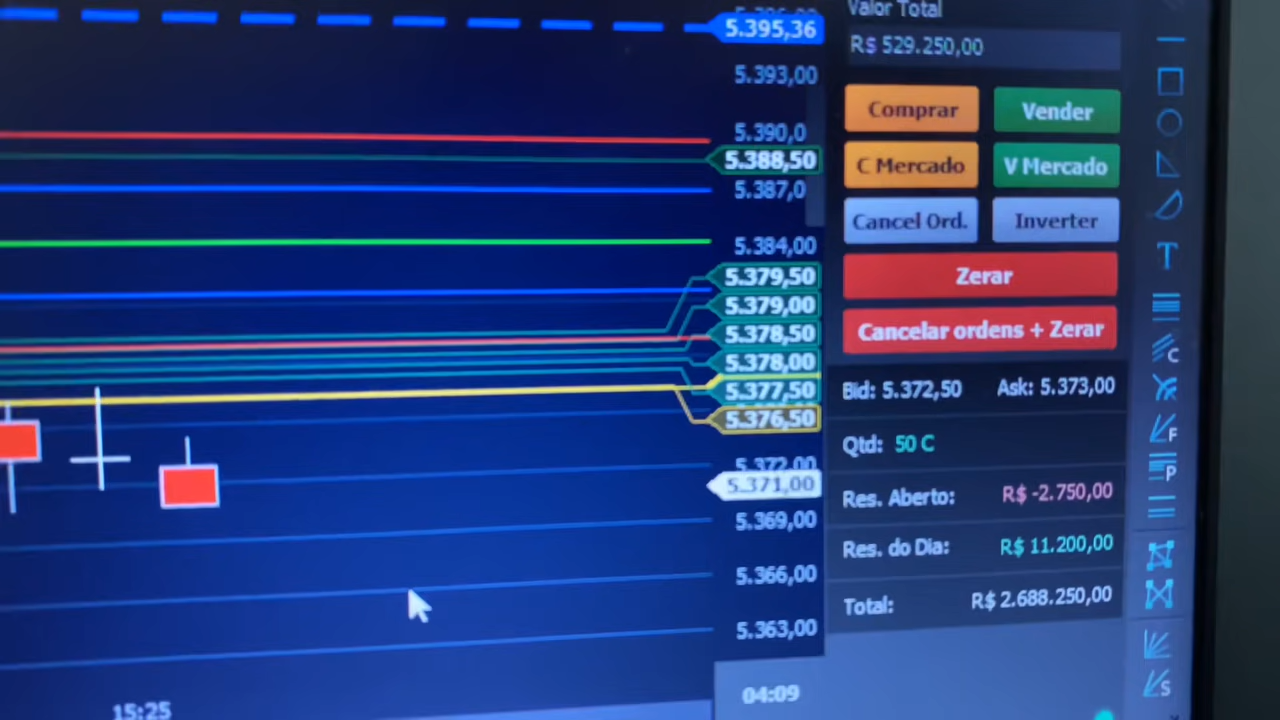 Valor Total
R$ 529.250,00
5.395,36
5.393,00
5.390,0
5.388,50
5.387,0
5.384,00
5.379,50
5.379,00
5.378,50
5.378,00
5.377,50
5.376,50
5.372,00
5.371,00
5.369,00
5.366,00
5.363,00
15:25
04:09
Comprar Vender
C Mercado V Mercado
Cancel Ord. Inverter
Zerar
Cancelar ordens + Zerar
Bid: 5.372,50 Ask: 5.373,00
Qtd: 50 C
Res. Aberto: R$ -2.750,00
Res. do Dia: R$ 11.200,00
Total: R$ 2.688.250,00
T
C
F
P
S